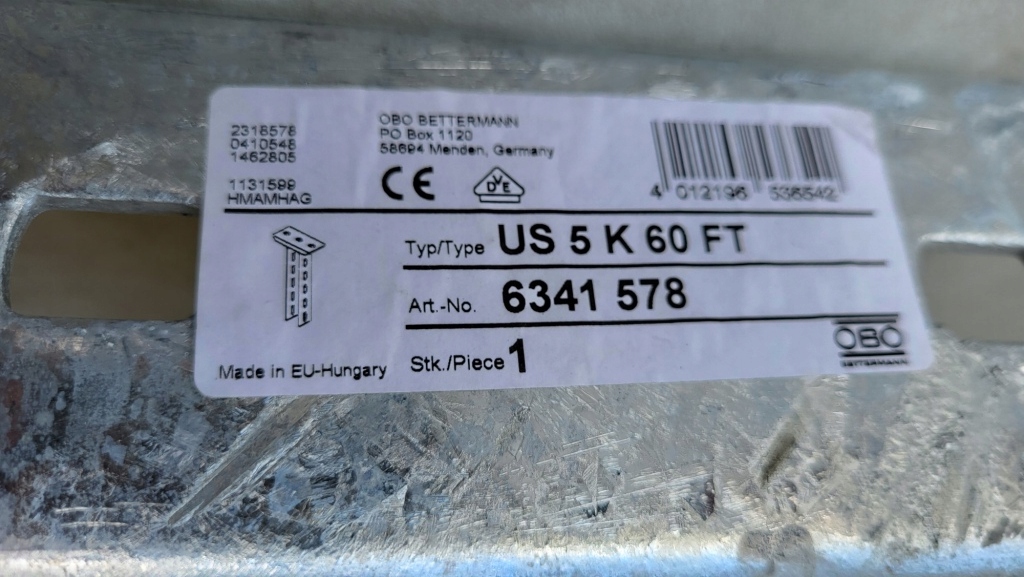 2318578
0410548
1462805
1131599
HMAMHAG
OBO BETTERMANN
PO Box 1120
58694 Menden, Germany
CE
DVE
4 012196 536542
Typ/Type US 5 K 60 FT
Art.-No. 6341 578
Stk./Piece 1
Made in EU-Hungary
OBO
BETTERMANN